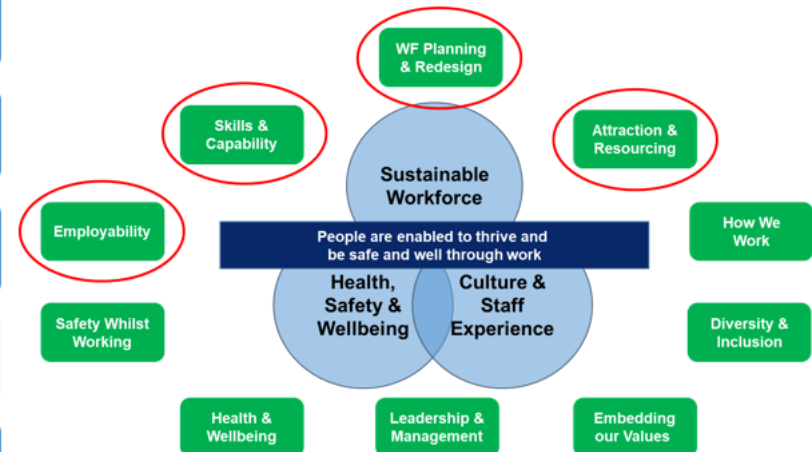 WF Planning
& Redesign
Skills &
Capability
Attraction &
Resourcing
Sustainable
Workforce
Employability
People are enabled to thrive and
be safe and well through work
How We
Work
Health,
Safety &
Wellbeing
Culture &
Staff
Experience
Safety Whilst
Working
Diversity &
Inclusion
Health &
Wellbeing
Leadership &
Management
Embedding
our Values